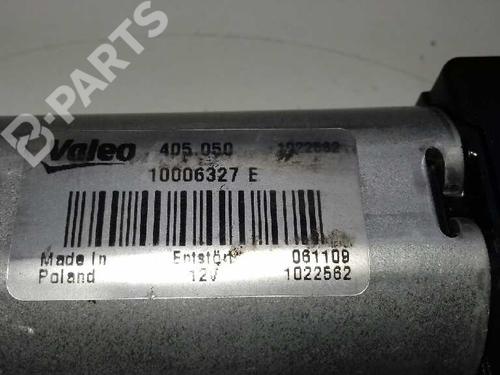 B-PARTS
Valeo 405.050 1022562
10006327 E
Made In Entstört 061109
Poland 12V 1022562